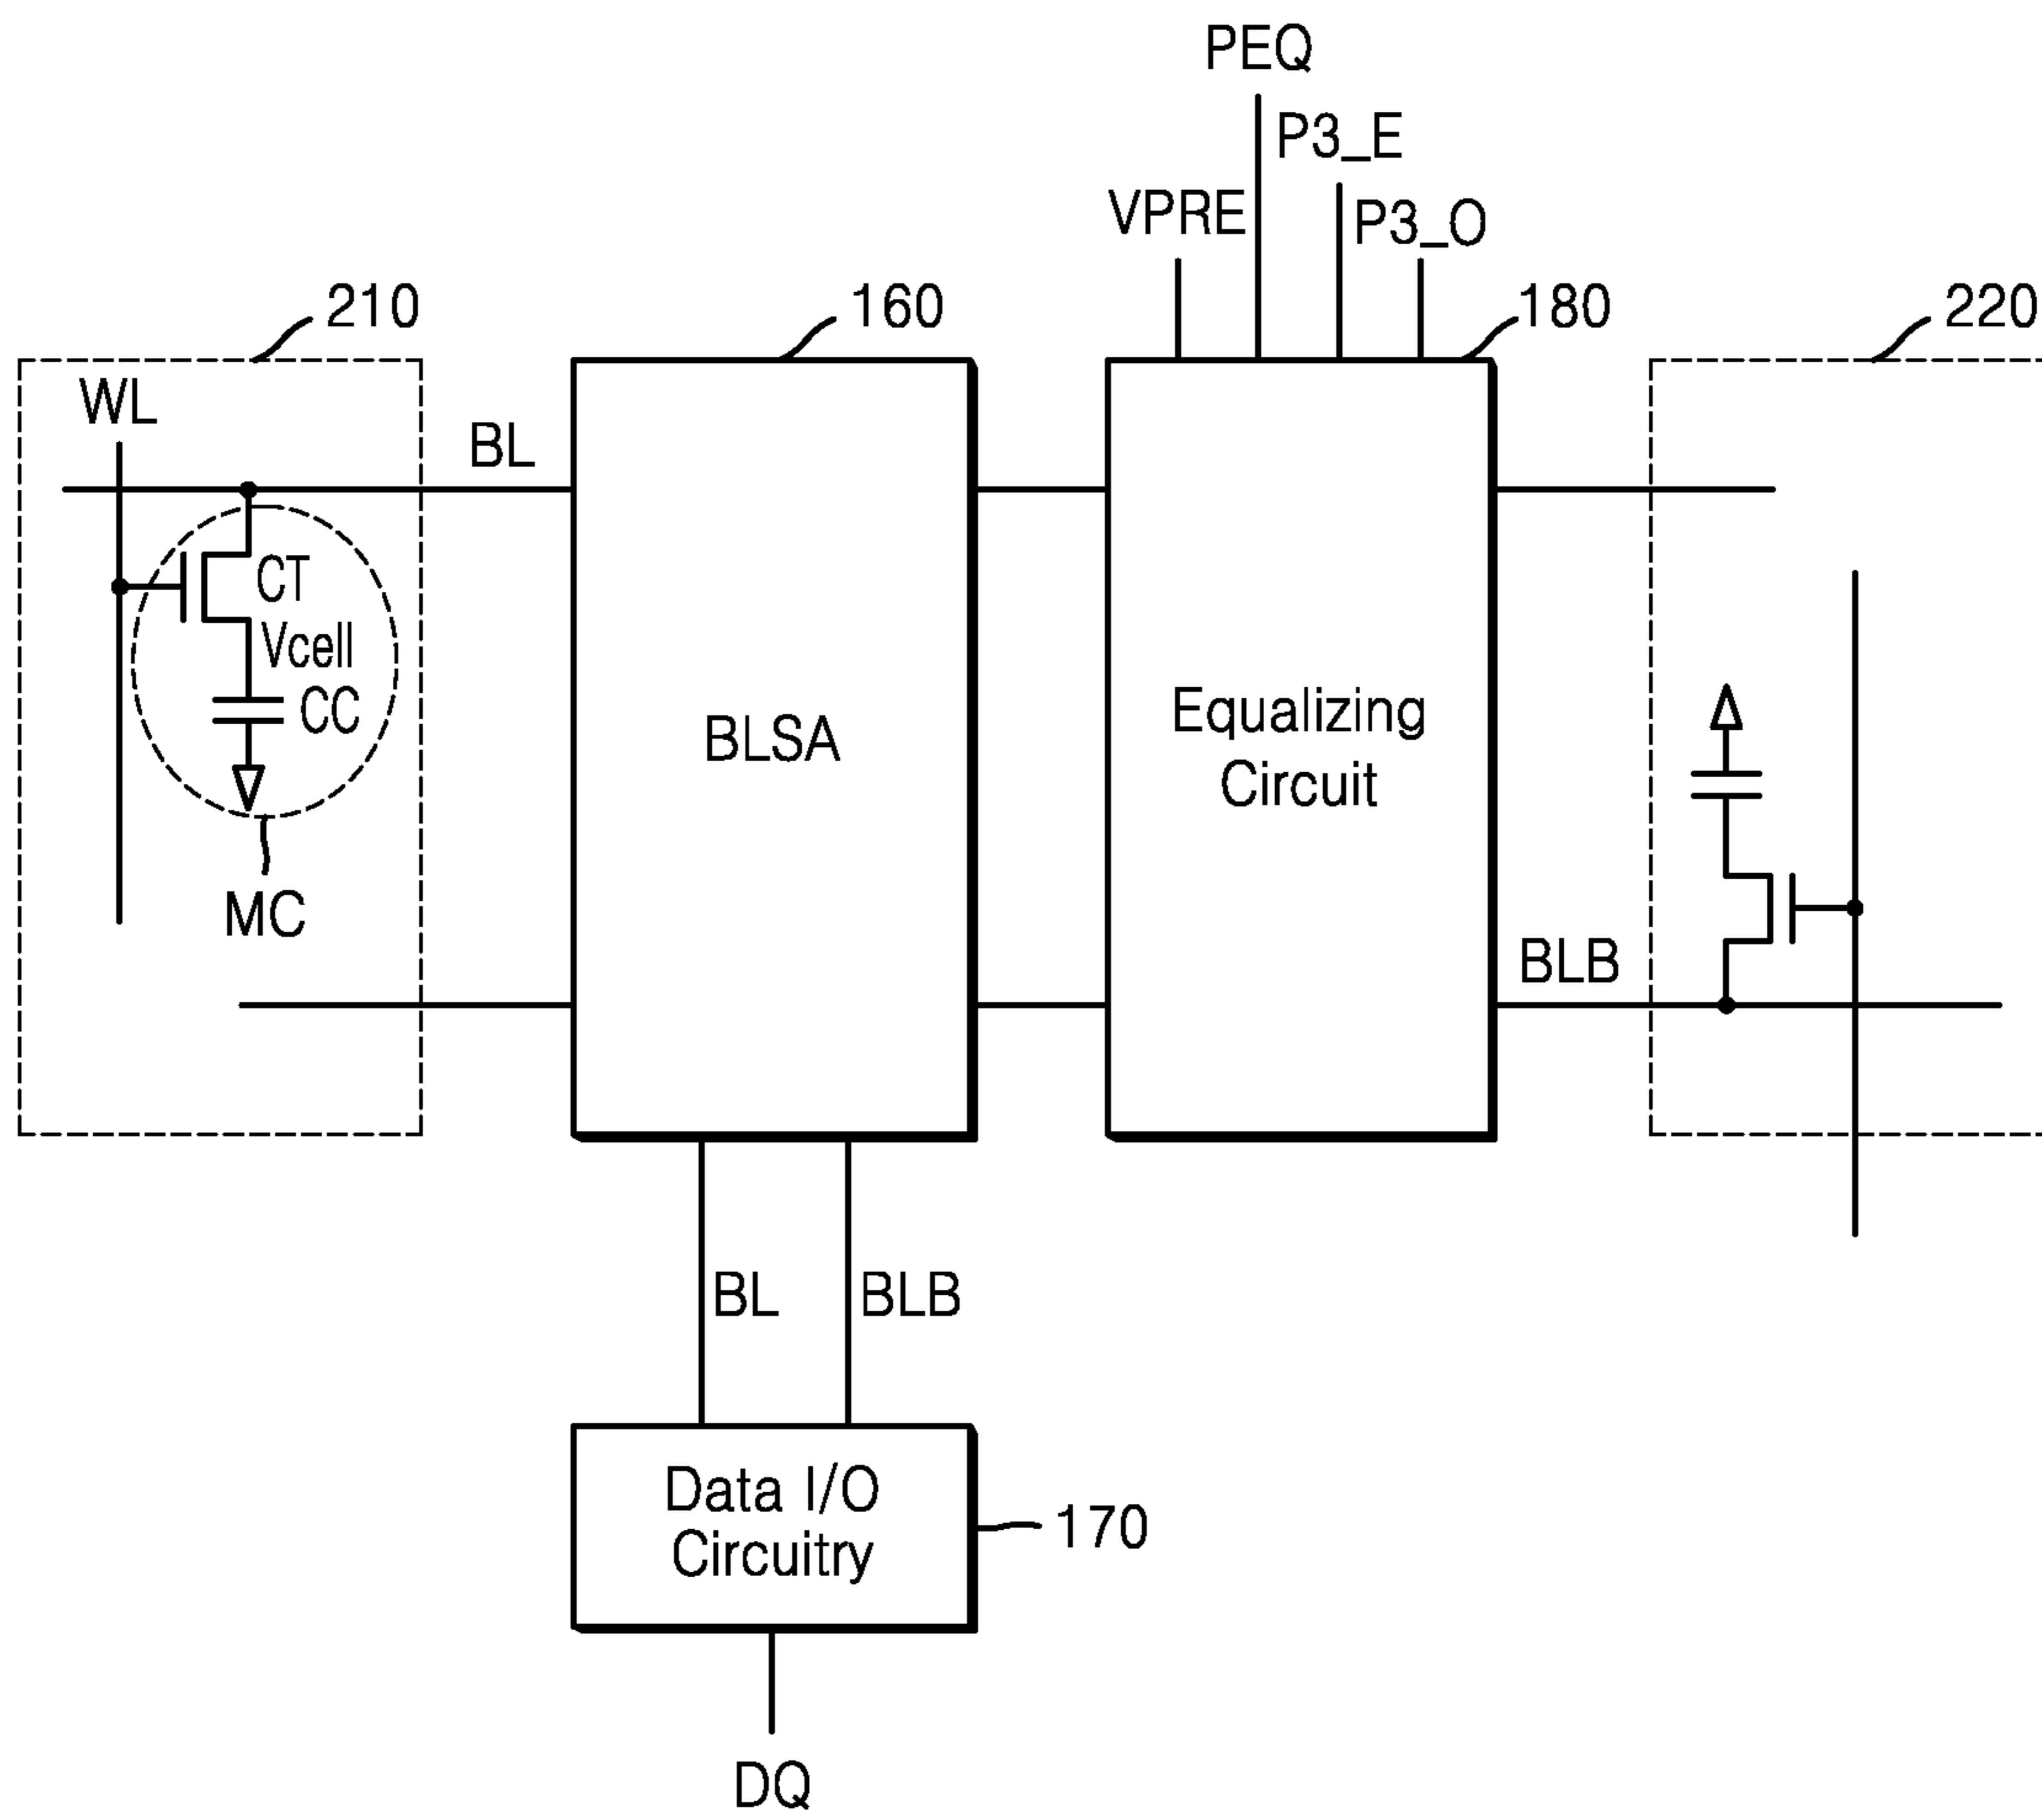 PEQ
P3_E
VPRE
P3_O
210
160
180
220
WL
BL
CT
Vcell
CC
MC
BLSA
Equalizing
Circuit
BLB
BL
BLB
Data I/O
Circuitry
170
DQ